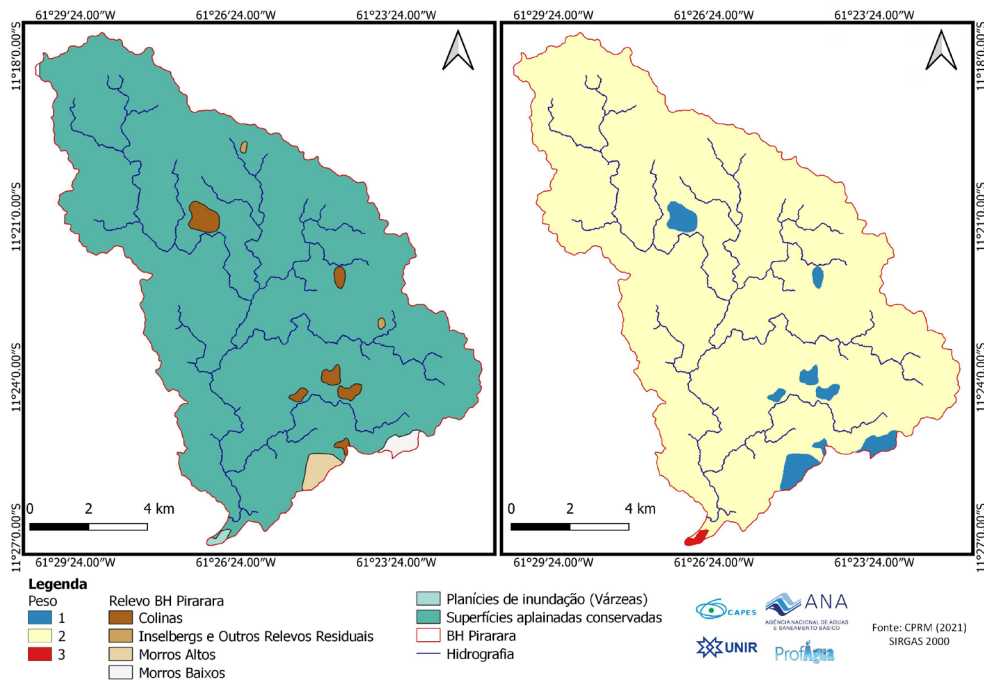 61°29'24.00"W 61°26'24.00"W 61°23'24.00"W 61°29'24.00"W 61°26'24.00"W 61°23'24.00"W
11°18'0.00"S
11°21'0.00"S
11°24'0.00"S
11°27'0.00"S
11°18'0.00"S
11°21'0.00"S
11°24'0.00"S
11°27'0.00"S
0 2 4 km
0 2 4 km
61°29'24.00"W 61°26'24.00"W 61°23'24.00"W 61°29'24.00"W 61°26'24.00"W 61°23'24.00"W
Legenda
Peso
1
2
3
Relevo BH Pirarara
Colinas
Inselbergs e Outros Relevos Residuais
Morros Altos
Morros Baixos
Planícies de inundação (Várzeas)
Superfícies aplainadas conservadas
BH Pirarara
Hidrografia
CAPES
ANA
AGÊNCIA NACIONAL DE ÁGUAS
E SANEAMENTO BÁSICO
UNIR
ProfÁgua
Fonte: CPRM (2021)
SIRGAS 2000